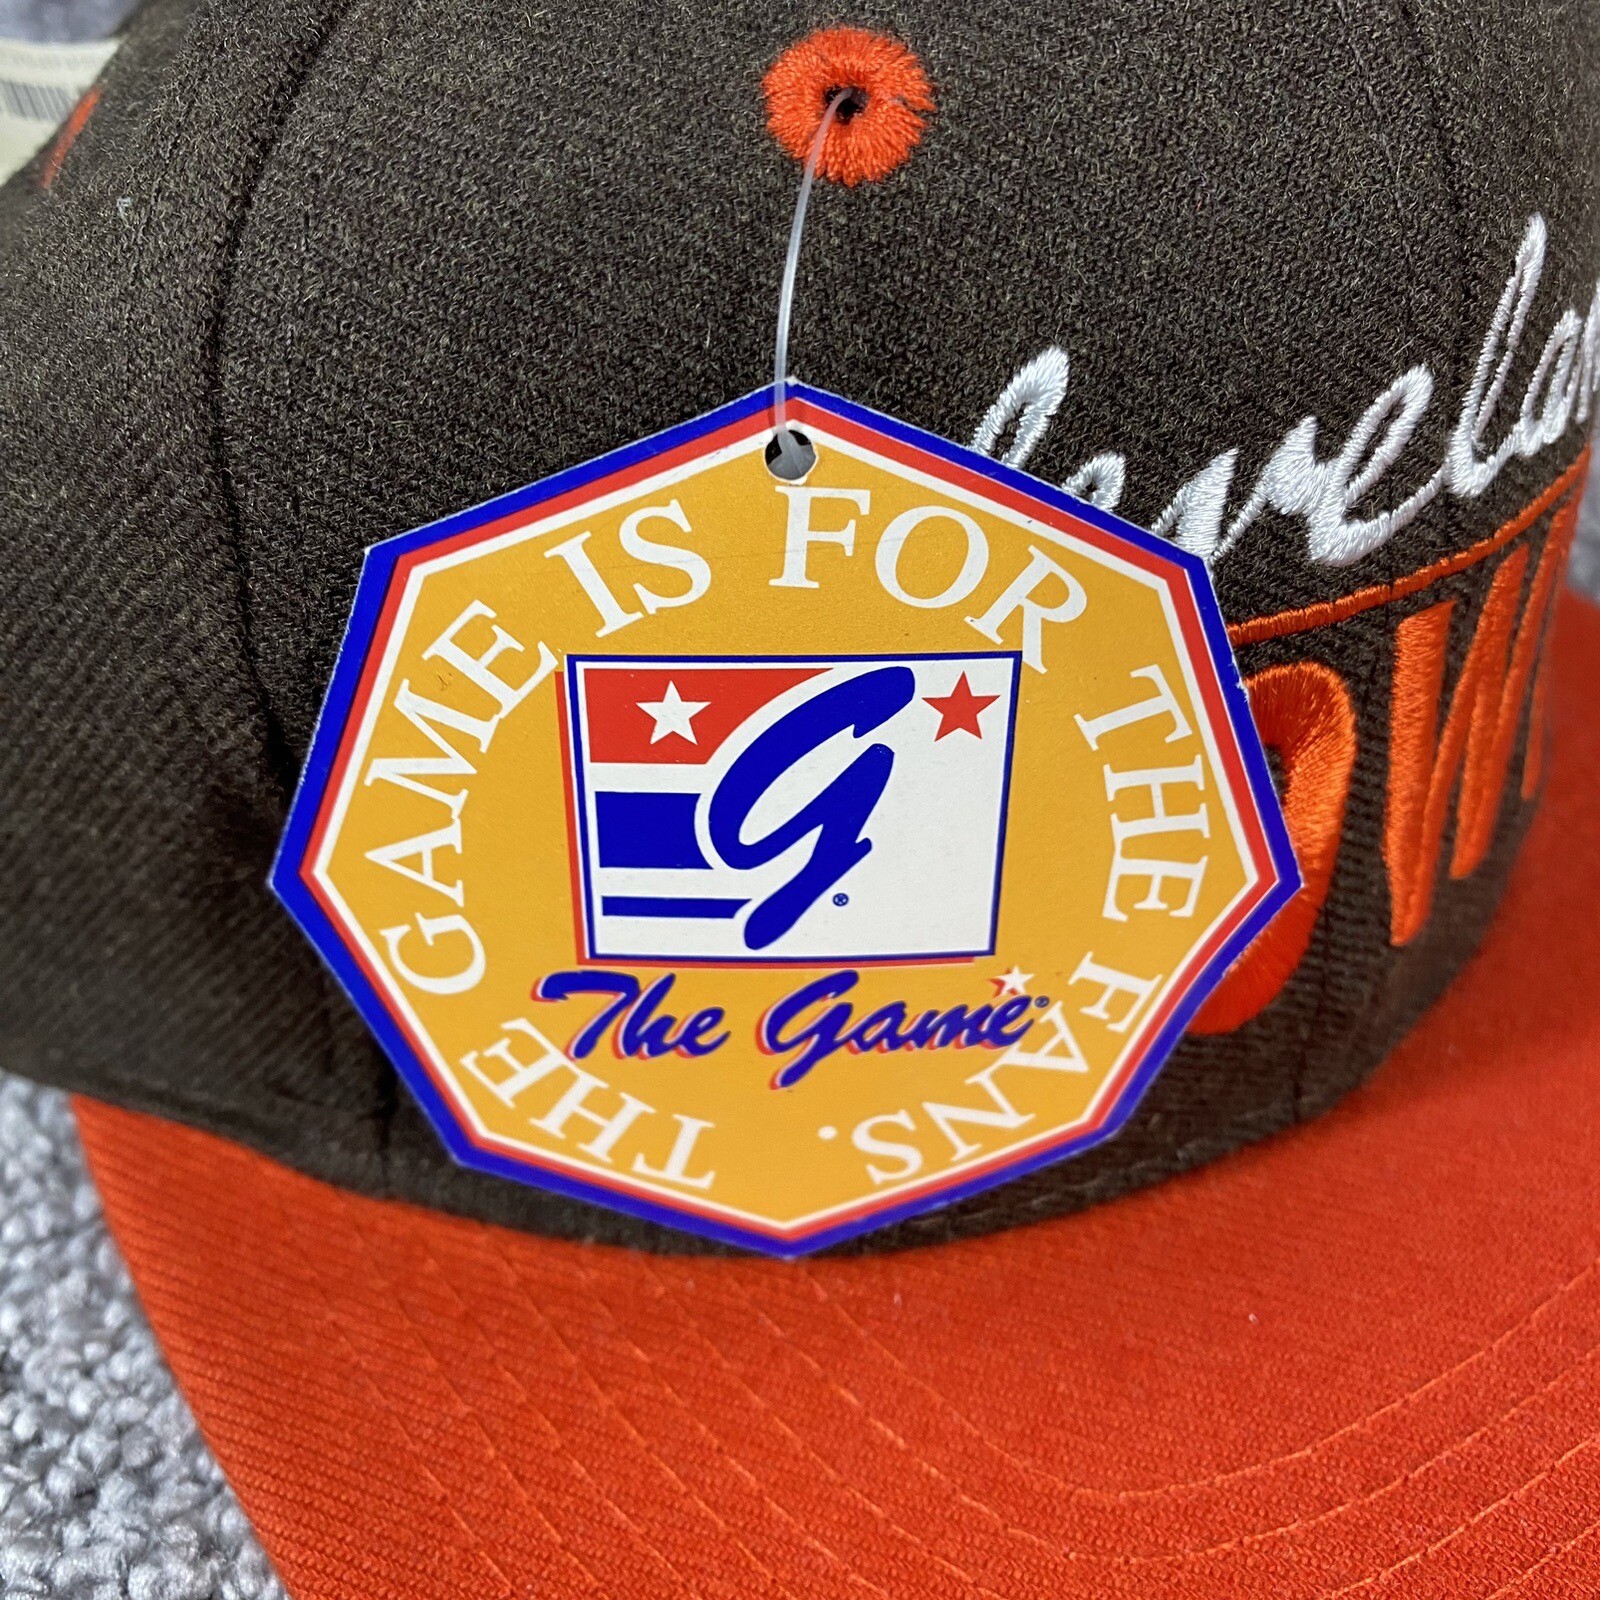 THE GAME IS FOR THE FANS.
G®
The Game®